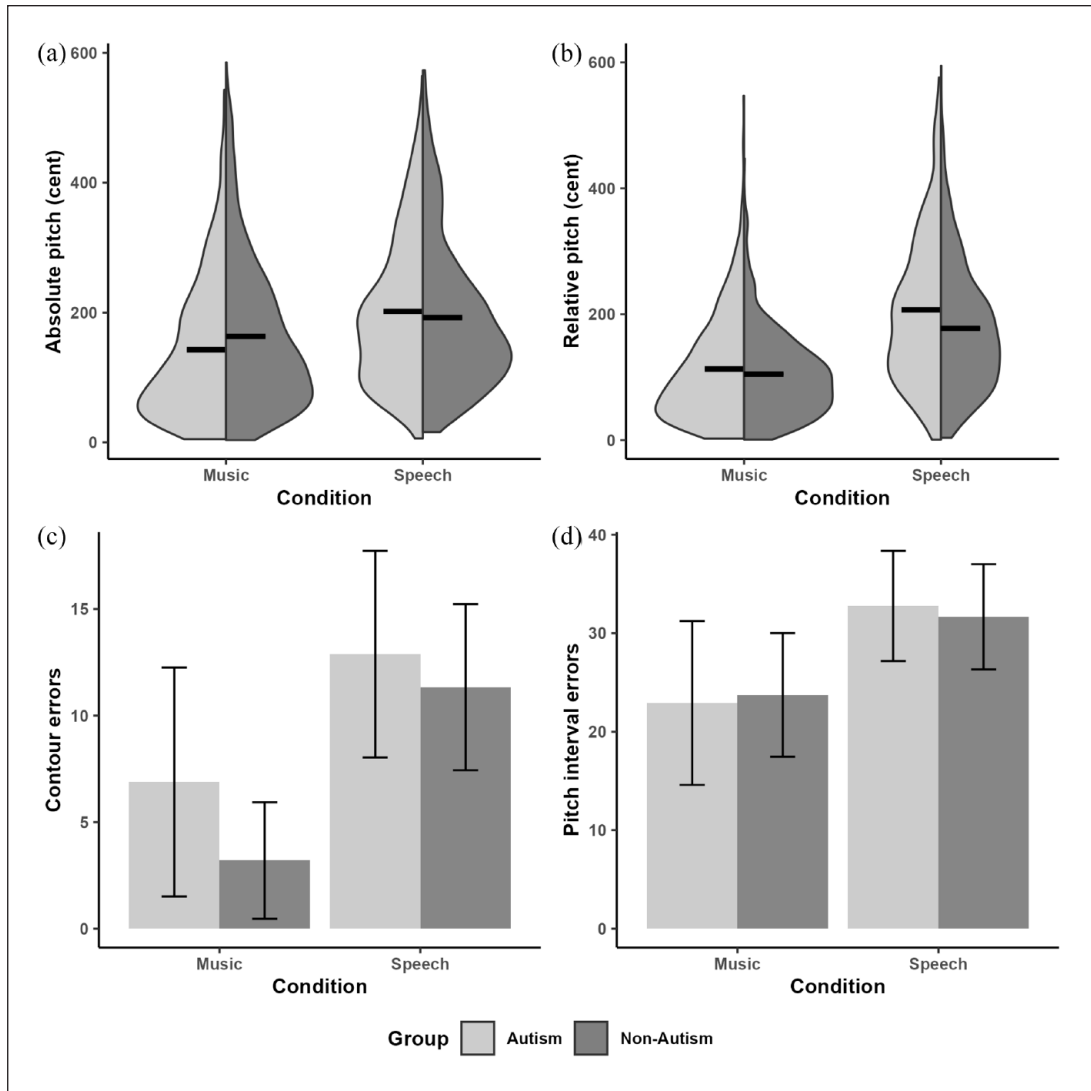 (a)
Absolute pitch (cent)
600
400
200
0
Music
Speech
Condition
(b)
Relative pitch (cent)
600
400
200
0
Music
Speech
Condition
(c)
Contour errors
15
10
5
0
Music
Speech
Condition
(d)
Pitch interval errors
40
30
20
10
0
Music
Speech
Condition
Group Autism Non-Autism